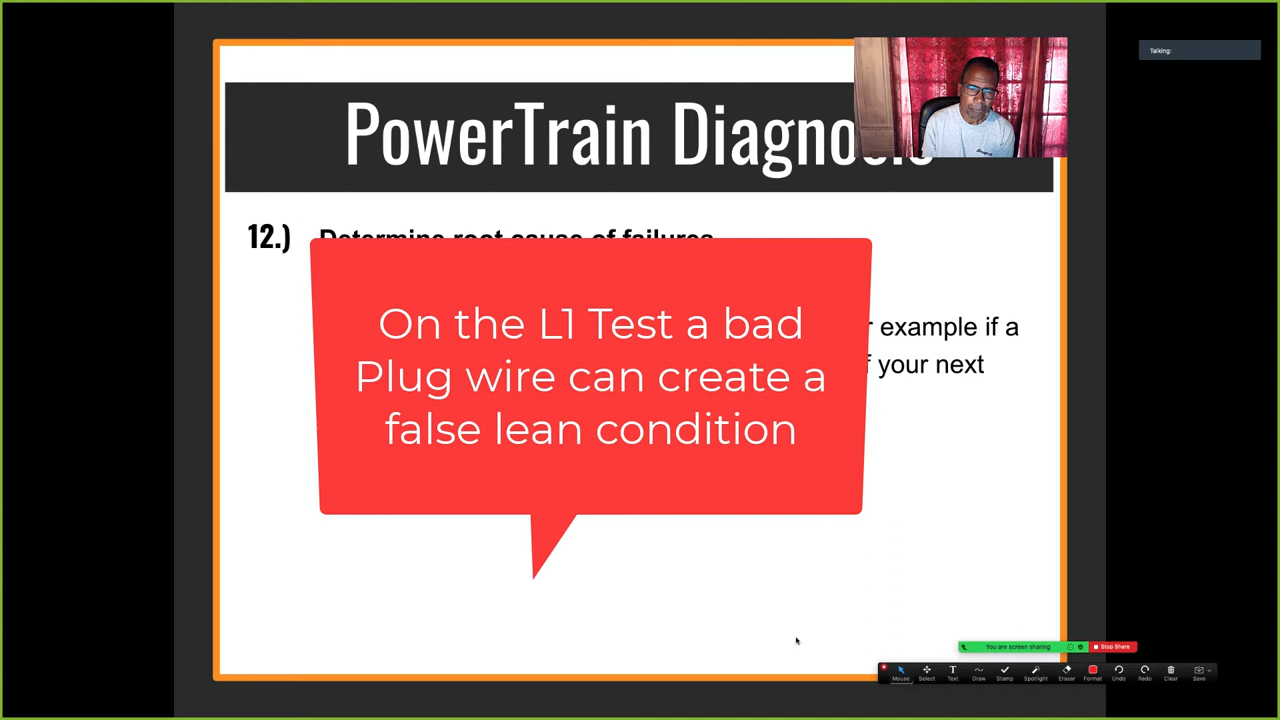 Talking:
PowerTrain Diagnosis
12.) Determine root cause of failures
On the L1 Test a bad
Plug wire can create a
false lean condition
example if a
f your next
You are screen sharing
Stop Share
Mouse Select Text Draw Stamp Spotlight Eraser Format Undo Redo Clear Save